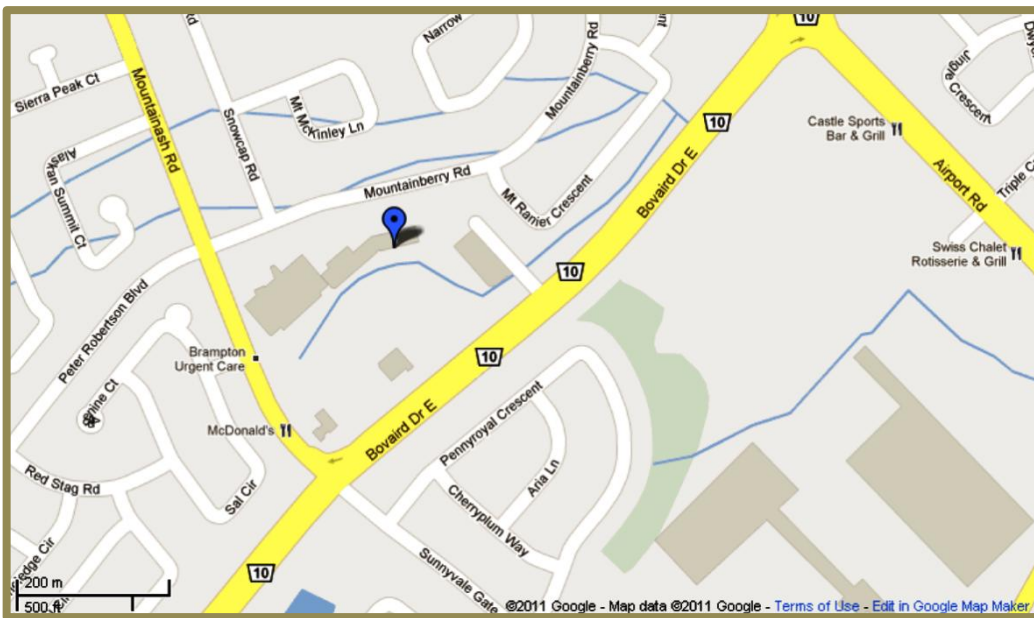 10
Narrow
Sierra Peak Ct
Mountainash Rd
Snowcap Rd
Mt McKinley Ln
Mountainberry Rd
Jingle Crescent
Castle Sports
Bar & Grill
10
Airport Rd
Triple
Alaskan Summit Ct
Mountainberry Rd
Mt Ranier Crescent
Bovaird Dr E
Swiss Chalet
Rotisserie & Grill
10
Peter Robertson Blvd
Brampton
Urgent Care
10
McDonald's
Bovaird Dr E
Pennyroyal Crescent
Aria Ln
Cherryplum Way
Red Stag Rd
Sal Cir
Sunnyvale Gate
10
200 m
500 ft
©2011 Google - Map data ©2011 Google - Terms of Use - Edit in Google Map Maker